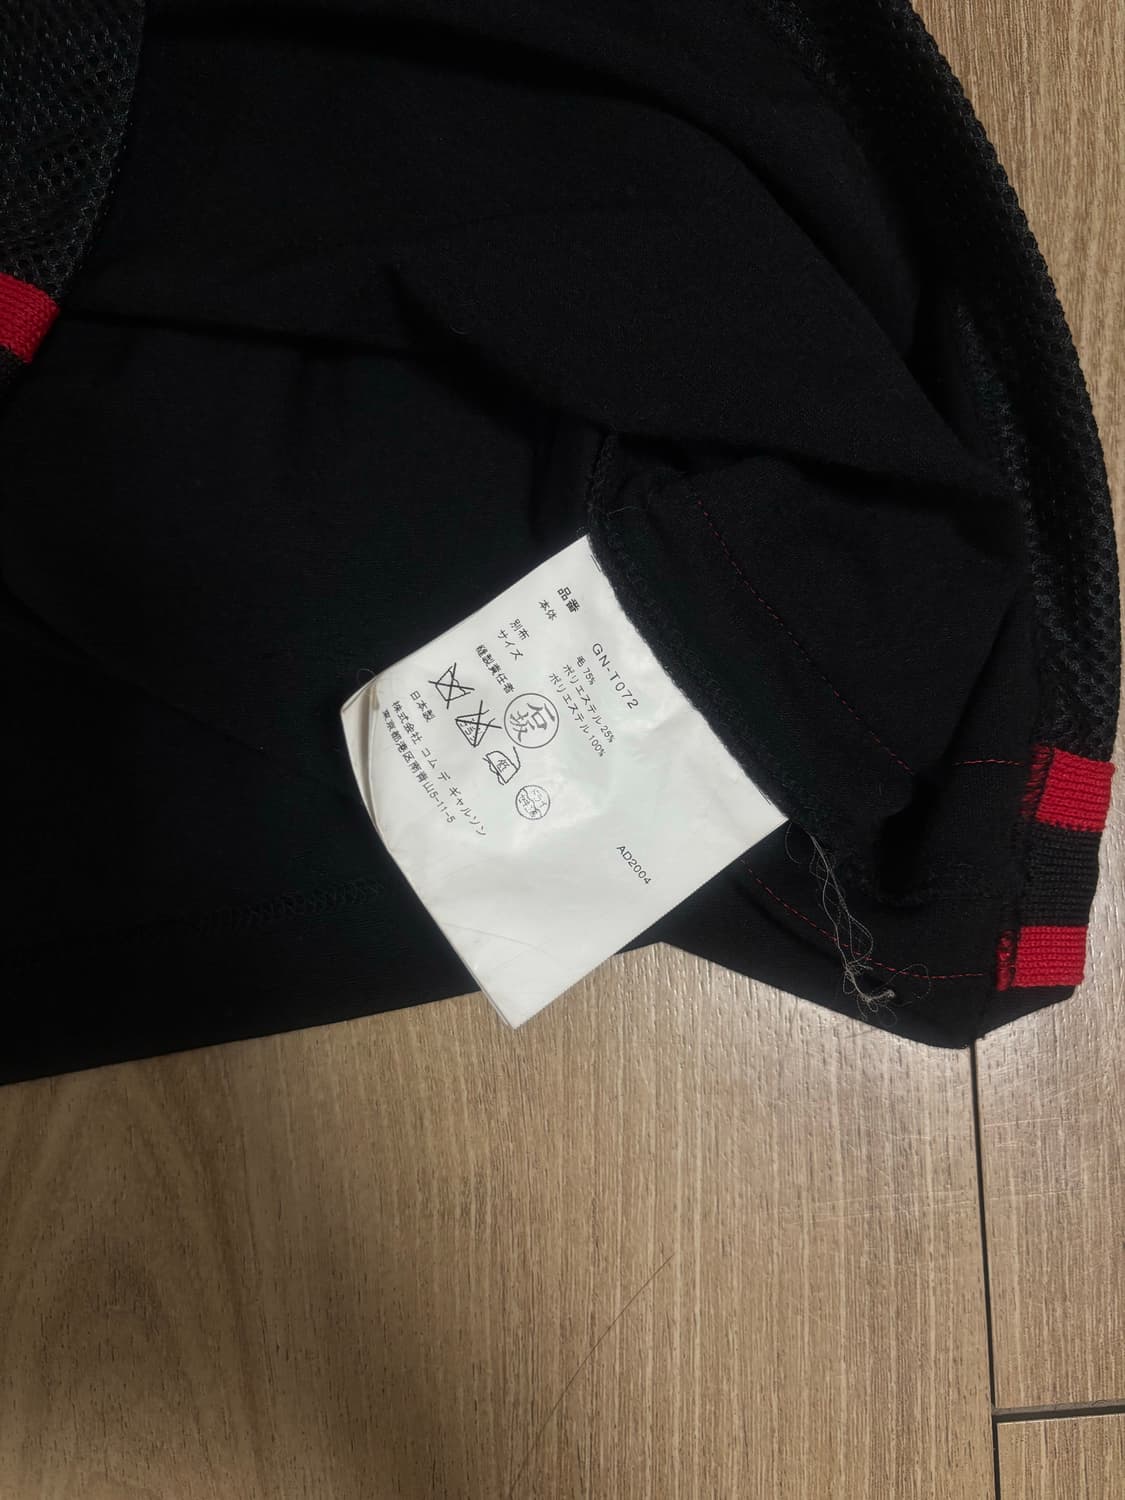 品番 GN-T072
本体 毛 75%
ポリエステル 25%
別布 ポリエステル 100%
サイズ
縫製責任者 石坂
低
日本製
株式会社 コム デ ギャルソン
東京都港区南青山5-11-5
AD2004